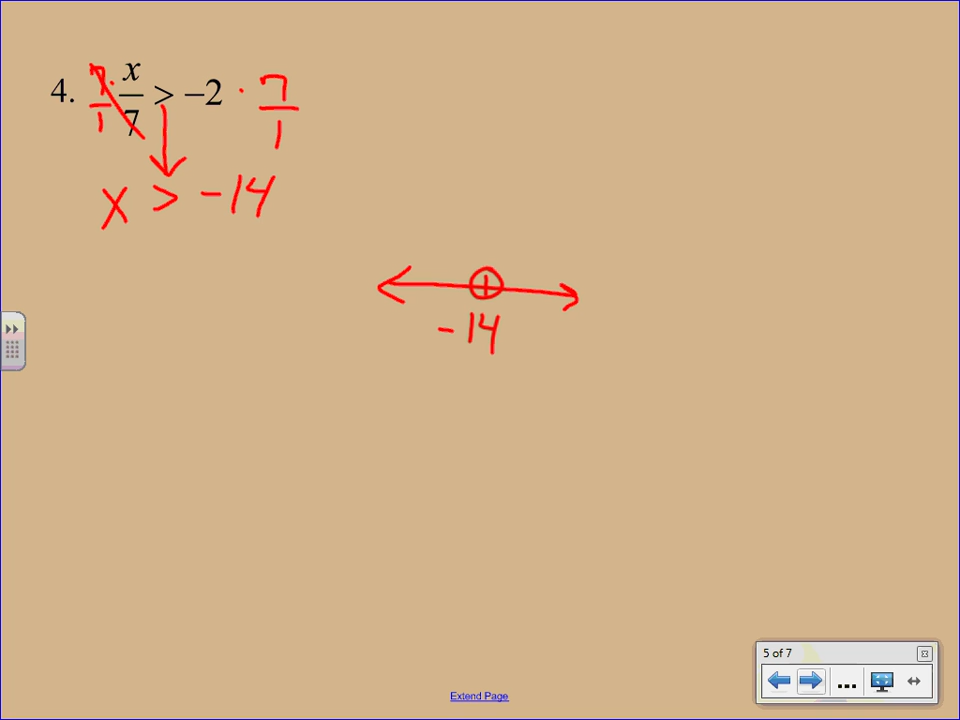 4. 7/1 · x/7 > −2 · 7/1
x > -14
-14
Extend Page
5 of 7
...